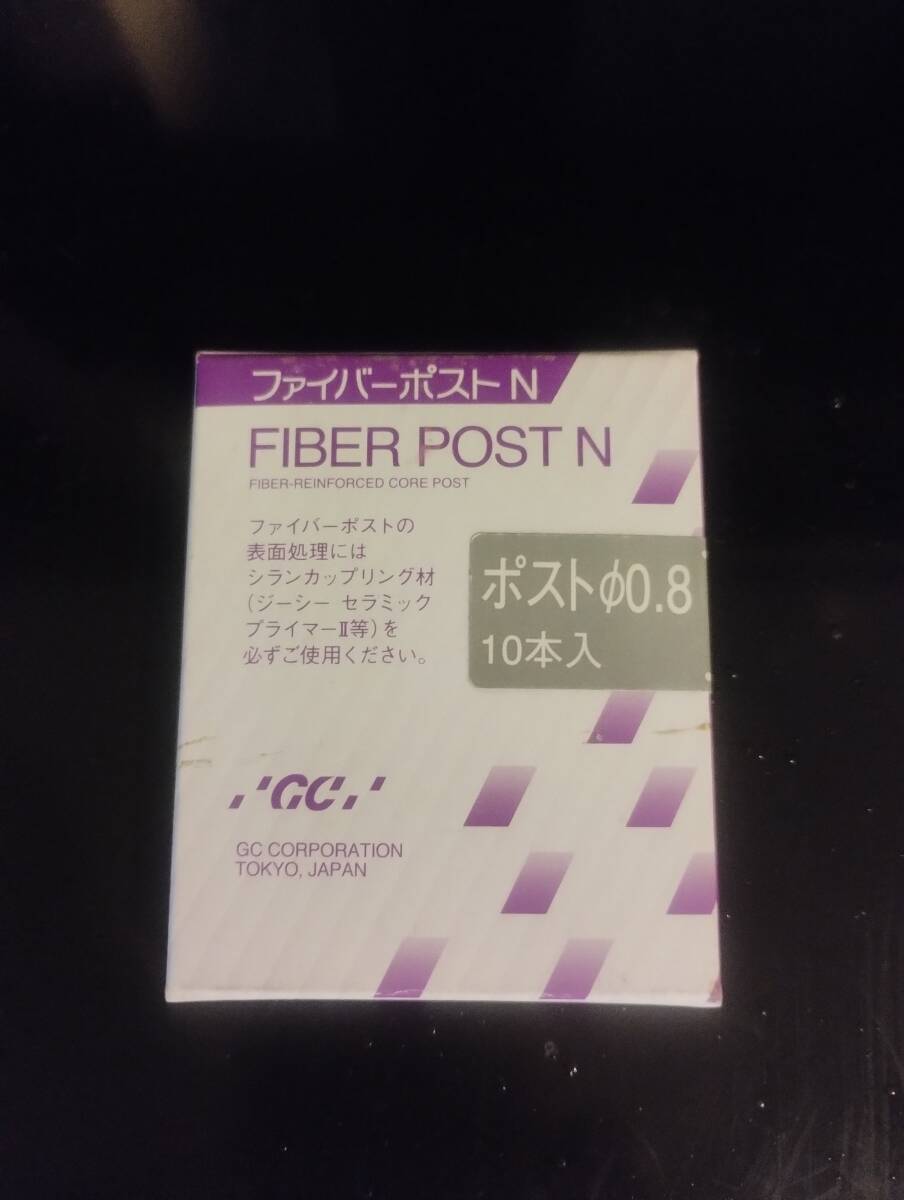 ファイバーポスト N
FIBER POST N
FIBER-REINFORCED CORE POST
ファイバーポストの
表面処理には
シランカップリング材
(ジーシー セラミック
プライマーⅡ等)を
必ずご使用ください。
ポストφ0.8
10本入
GC
GC CORPORATION
TOKYO, JAPAN